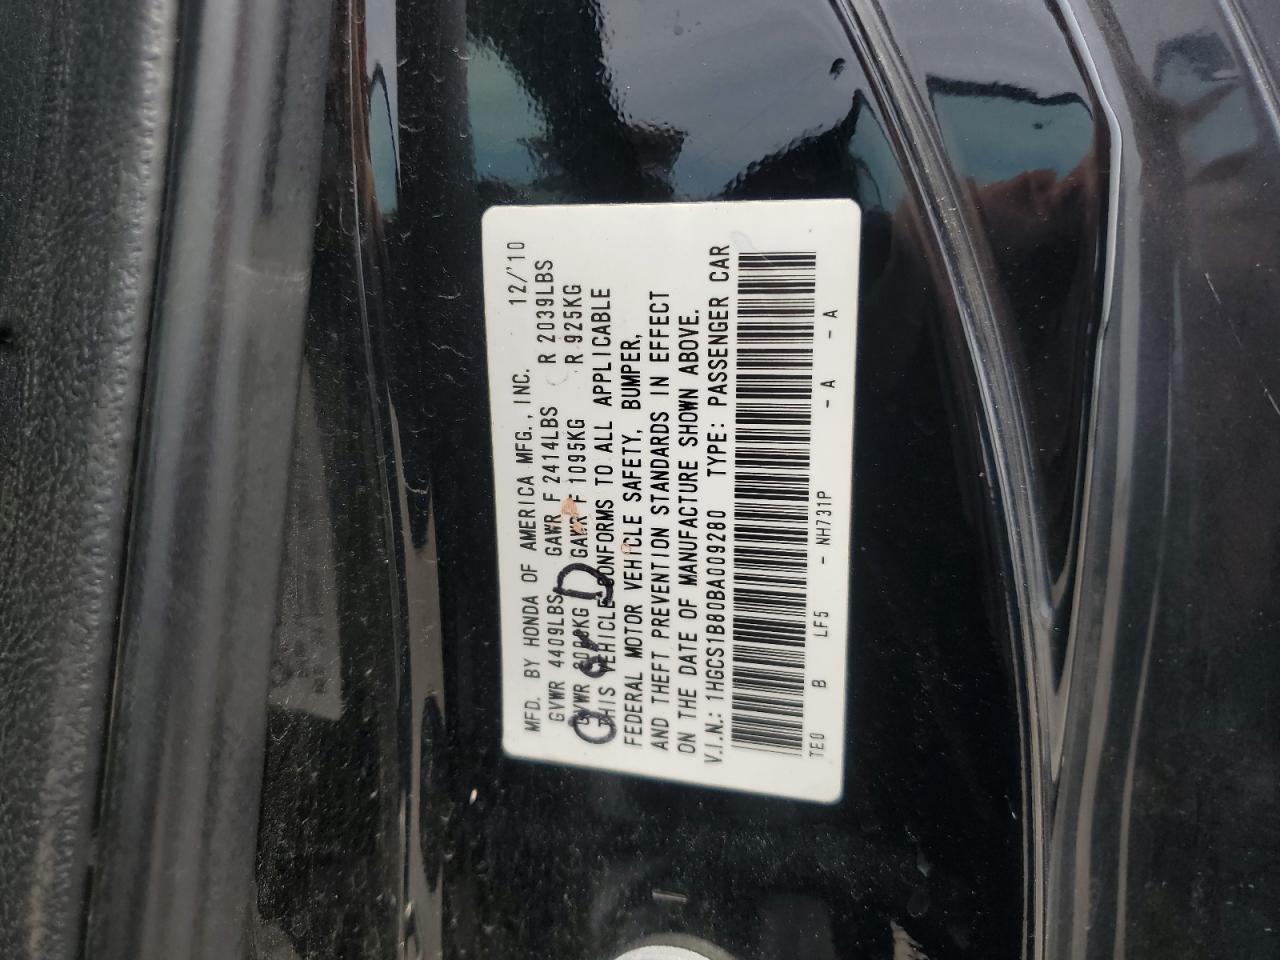 MFD. BY HONDA OF AMERICA MFG., INC. 12/'10
GVWR 4409LBS GAWR F 2414LBS R 2039LBS
GVWR KG GAWR F 1095KG R 925KG
THIS VEHICLE CONFORMS TO ALL APPLICABLE
FEDERAL MOTOR VEHICLE SAFETY, BUMPER,
AND THEFT PREVENTION STANDARDS IN EFFECT
ON THE DATE OF MANUFACTURE SHOWN ABOVE.
V.I.N.: 1HGCS1B80BA009280 TYPE: PASSENGER CAR
TE0 B LF5 - NH731P - A - A